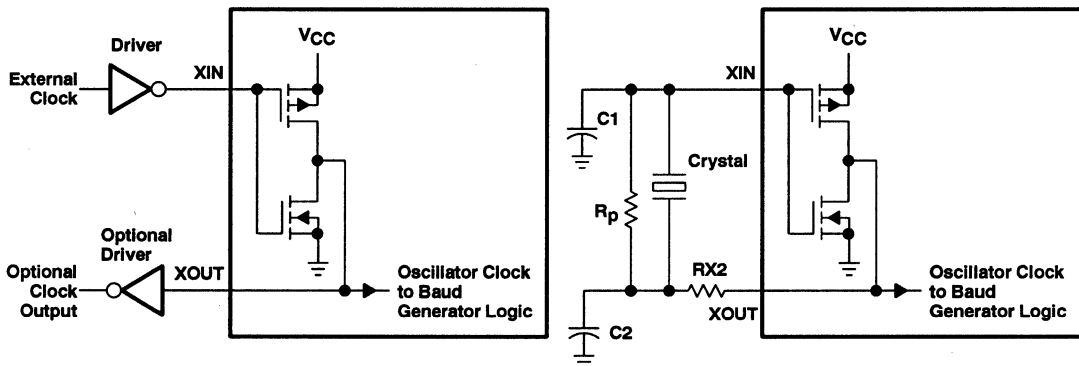 Driver
VCC
External
Clock
XIN
Optional
Driver
Optional
Clock
Output
XOUT
Oscillator Clock
to Baud
Generator Logic
VCC
XIN
C1
Crystal
Rp
RX2
XOUT
C2
Oscillator Clock
to Baud
Generator Logic